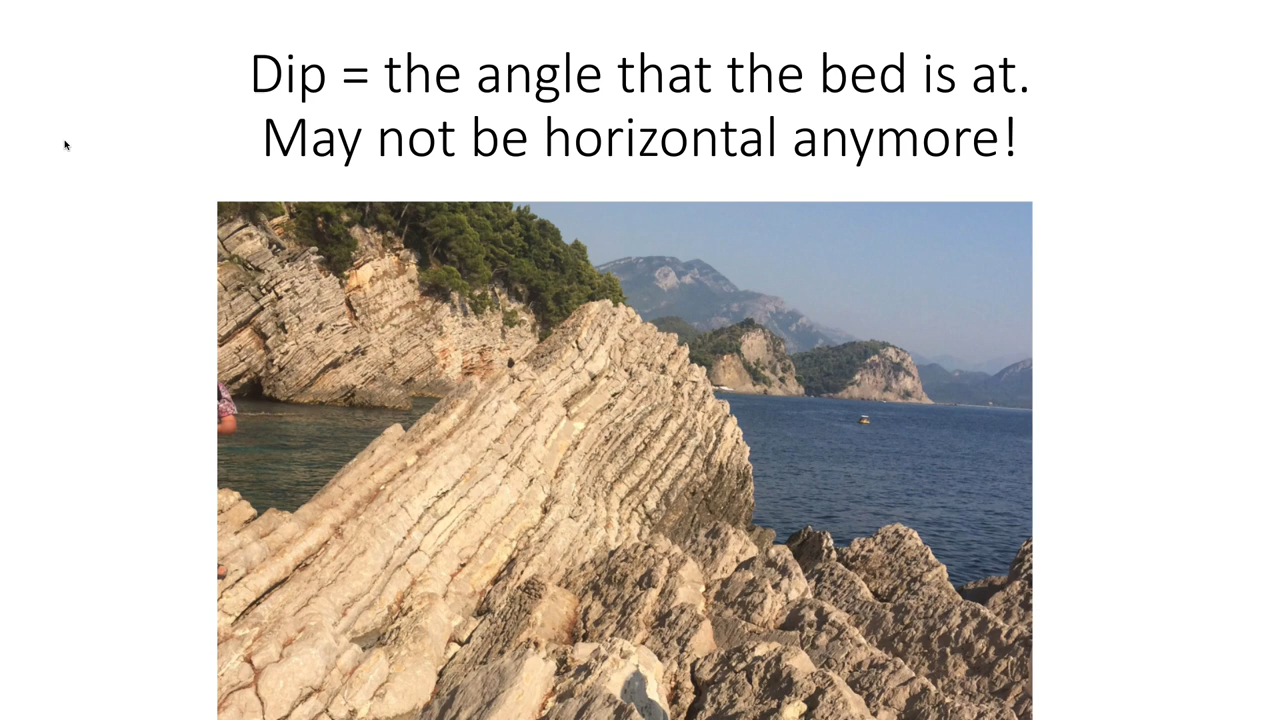 Dip = the angle that the bed is at.
May not be horizontal anymore!